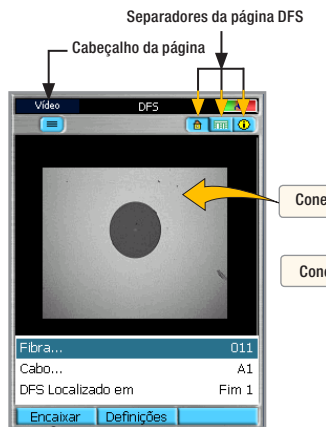 Separadores da página DFS
Cabeçalho da página
Vídeo DFS
Cone
Cone
Fibra... 011
Cabo... A1
DFS Localizado em Fim 1
Encaixar Definições